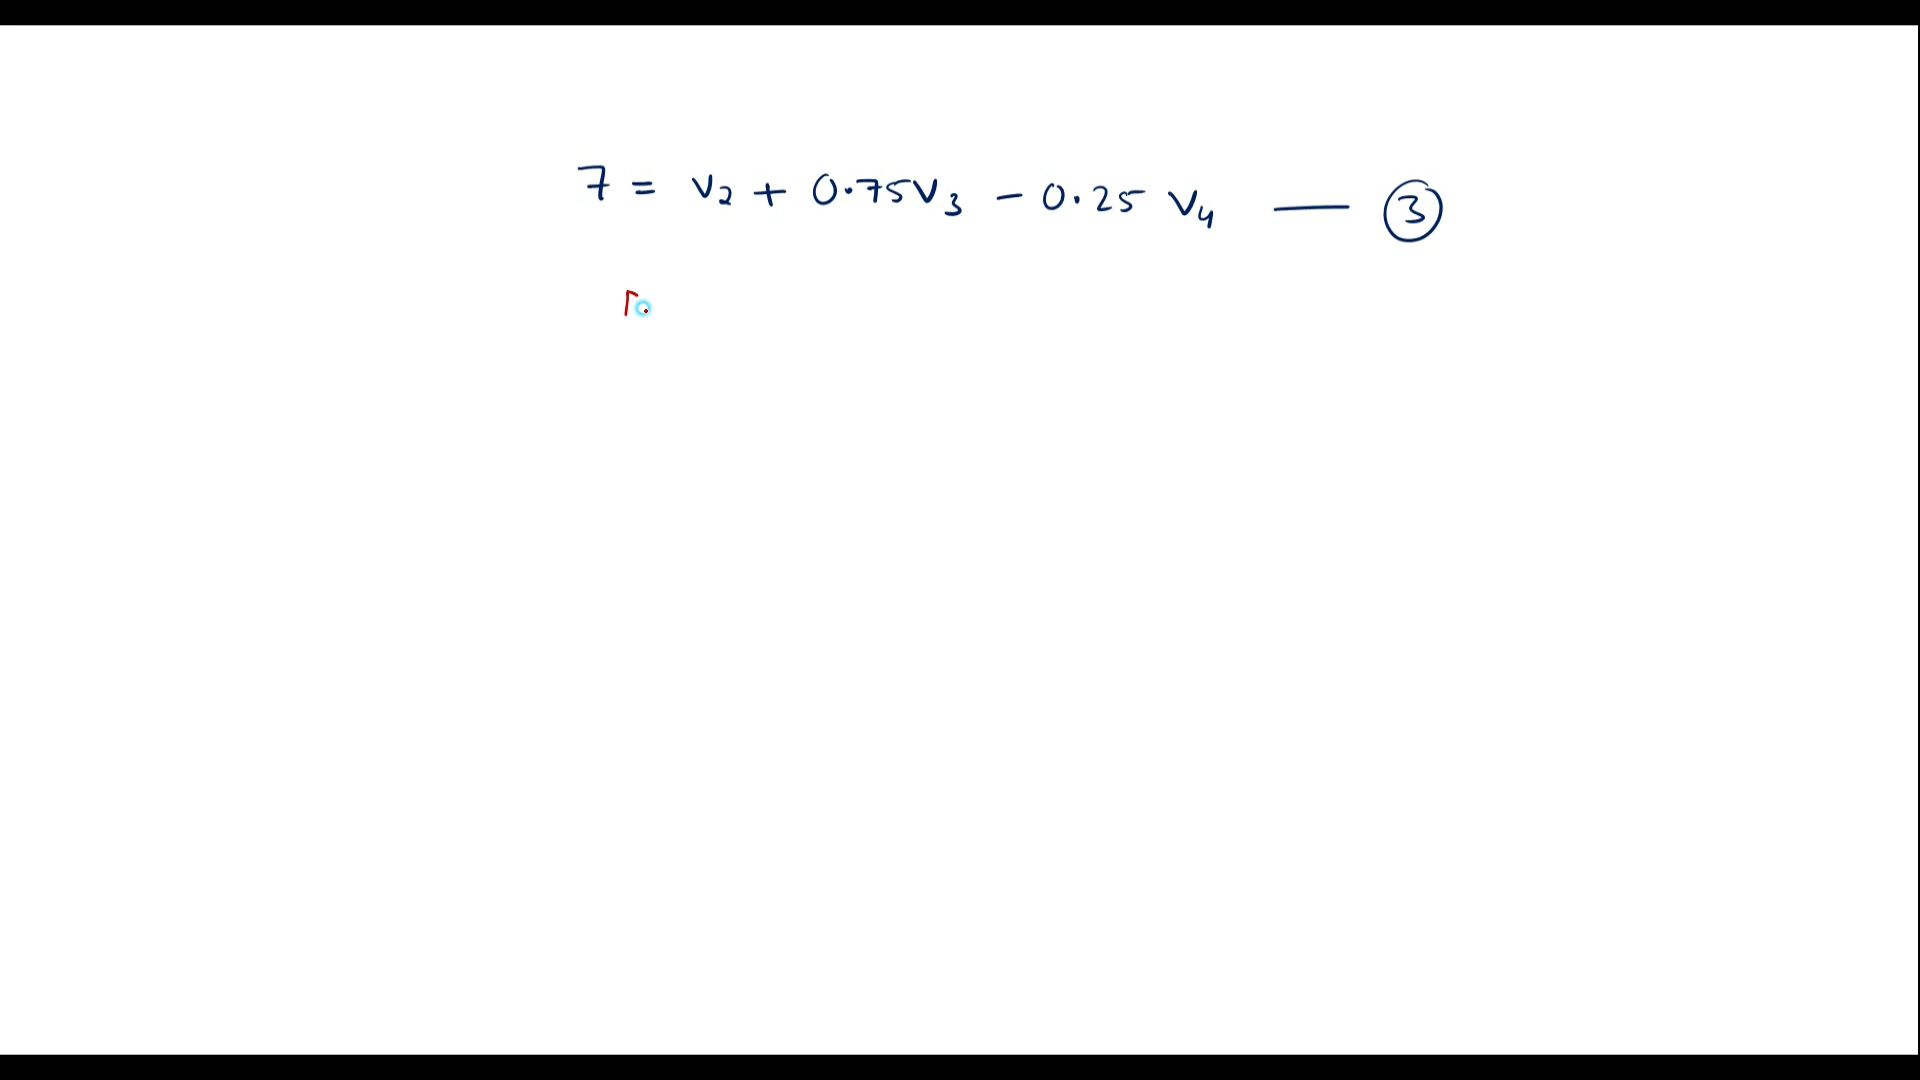 7 = v₂ + 0.75v₃ − 0.25 v₄ —— ③